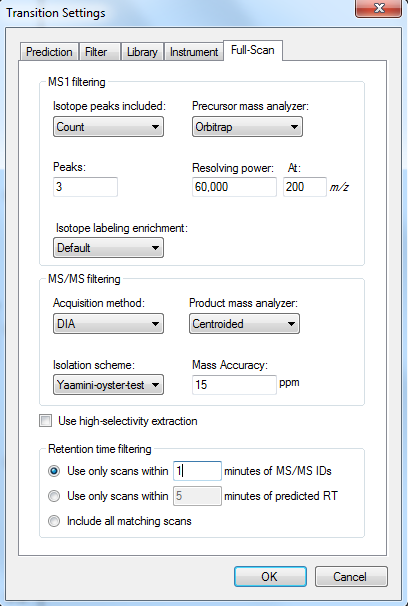 Transition Settings
Prediction Filter Library Instrument Full-Scan
MS1 filtering
Isotope peaks included: Precursor mass analyzer:
Count Orbitrap
Peaks: Resolving power: At:
3 60,000 200 m/z
Isotope labeling enrichment:
Default
MS/MS filtering
Acquisition method: Product mass analyzer:
DIA Centroided
Isolation scheme: Mass Accuracy:
Yaamini-oyster-test 15 ppm
Use high-selectivity extraction
Retention time filtering
Use only scans within 1 minutes of MS/MS IDs
Use only scans within 5 minutes of predicted RT
Include all matching scans
OK Cancel